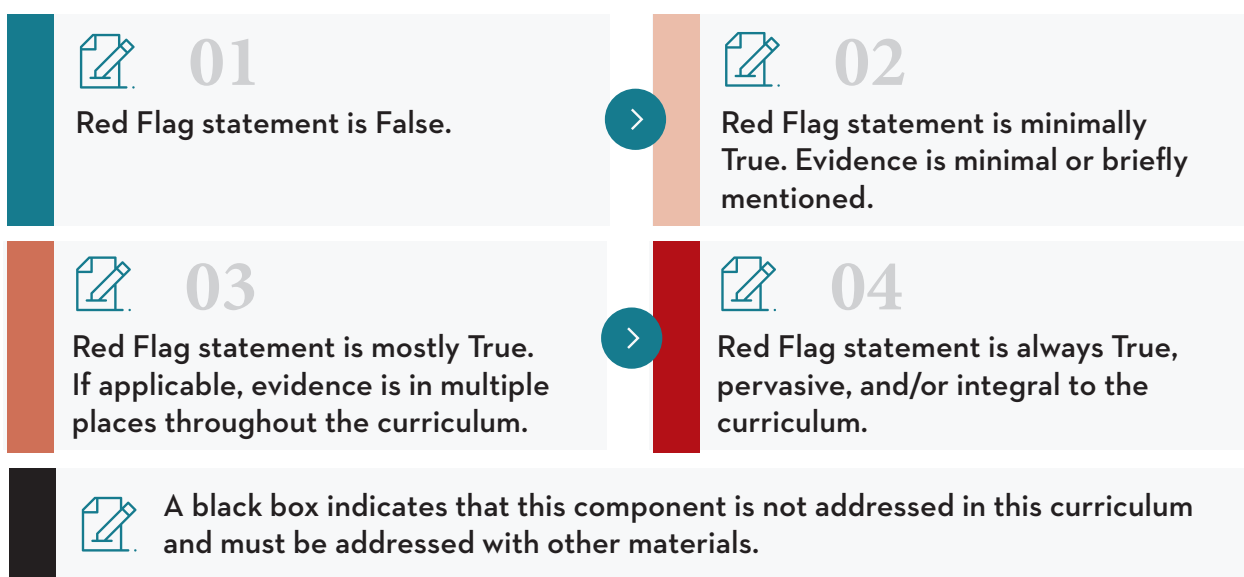 01
Red Flag statement is False.
02
Red Flag statement is minimally
True. Evidence is minimal or briefly
mentioned.
03
Red Flag statement is mostly True.
If applicable, evidence is in multiple
places throughout the curriculum.
04
Red Flag statement is always True,
pervasive, and/or integral to the
curriculum.
A black box indicates that this component is not addressed in this curriculum
and must be addressed with other materials.